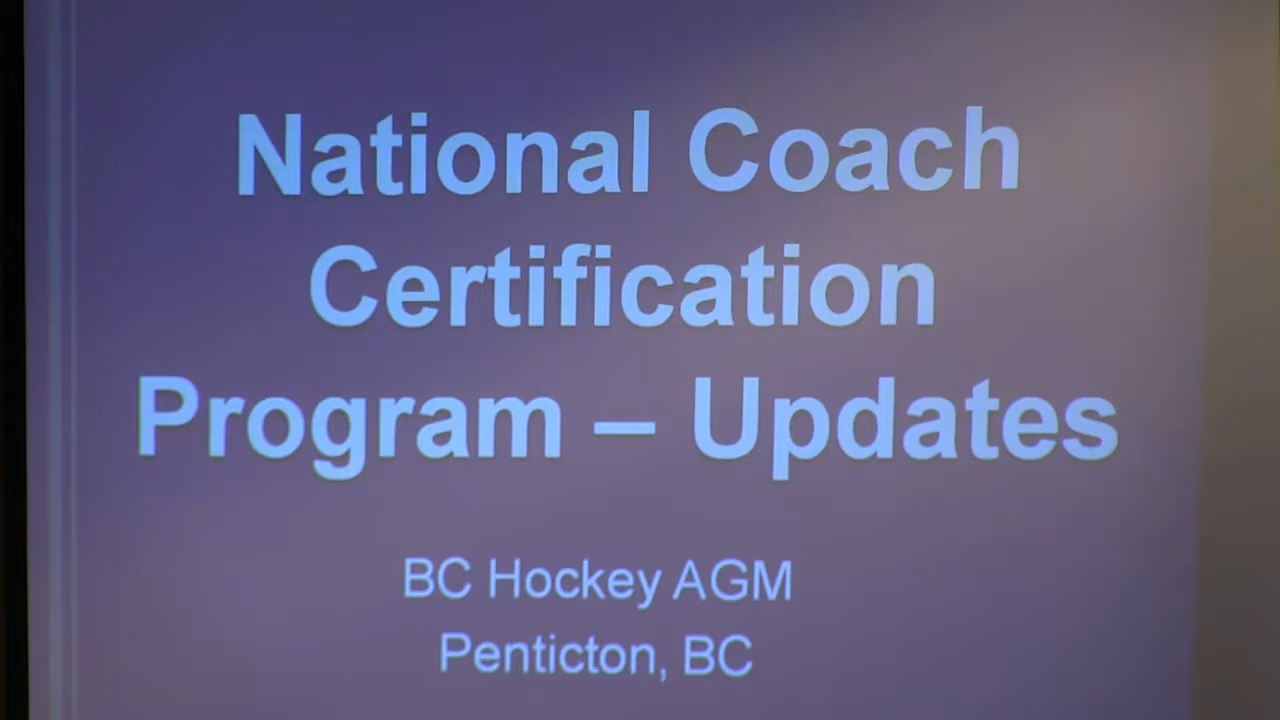 National Coach
Certification
Program – Updates
BC Hockey AGM
Penticton, BC